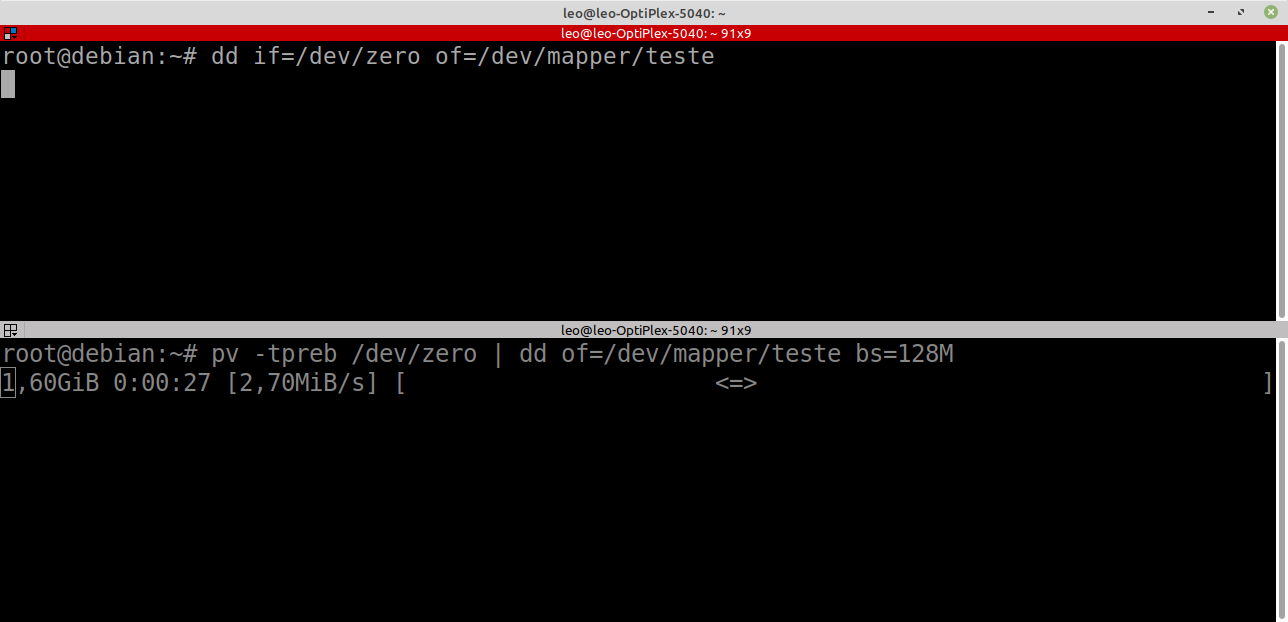 leo@leo-OptiPlex-5040: ~
leo@leo-OptiPlex-5040: ~ 91x9
root@debian:~# dd if=/dev/zero of=/dev/mapper/teste
leo@leo-OptiPlex-5040: ~ 91x9
root@debian:~# pv -tpreb /dev/zero | dd of=/dev/mapper/teste bs=128M
1,60GiB 0:00:27 [2,70MiB/s] [                      <=>                                    ]